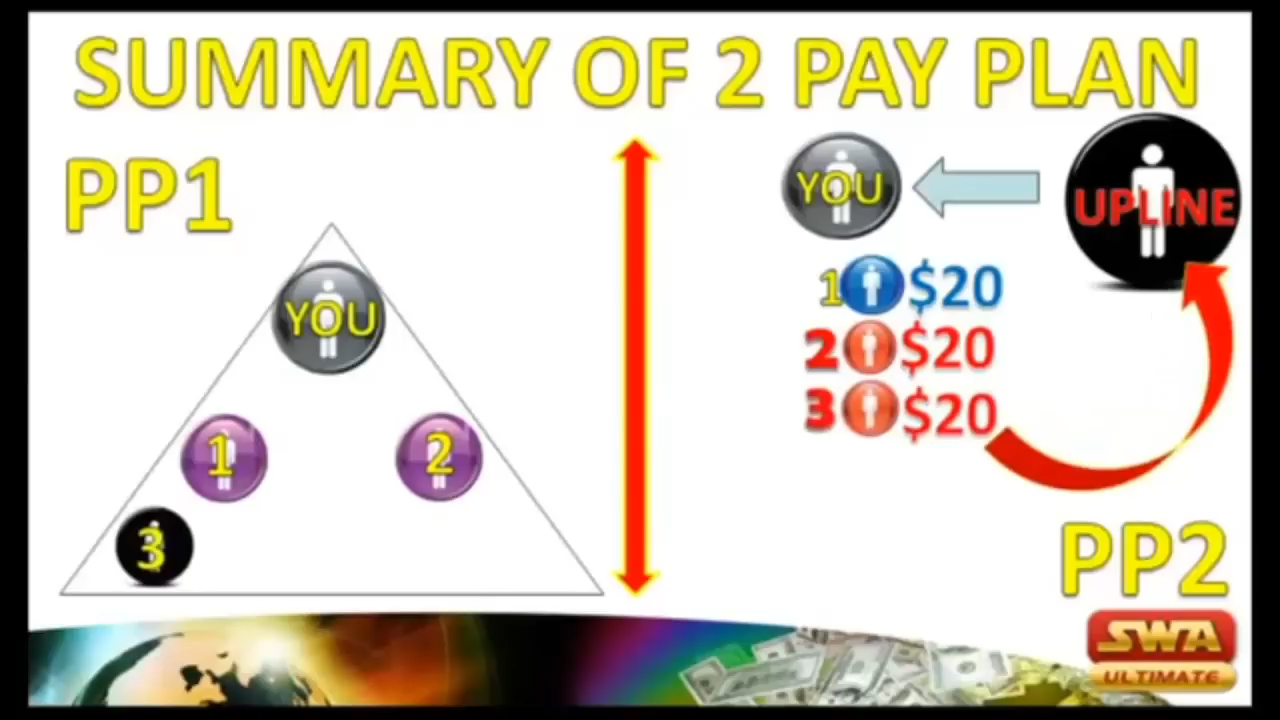 SUMMARY OF 2 PAY PLAN
PP1
YOU
1
2
3
YOU
UPLINE
1 $20
2 $20
3 $20
PP2
SWA
ULTIMATE